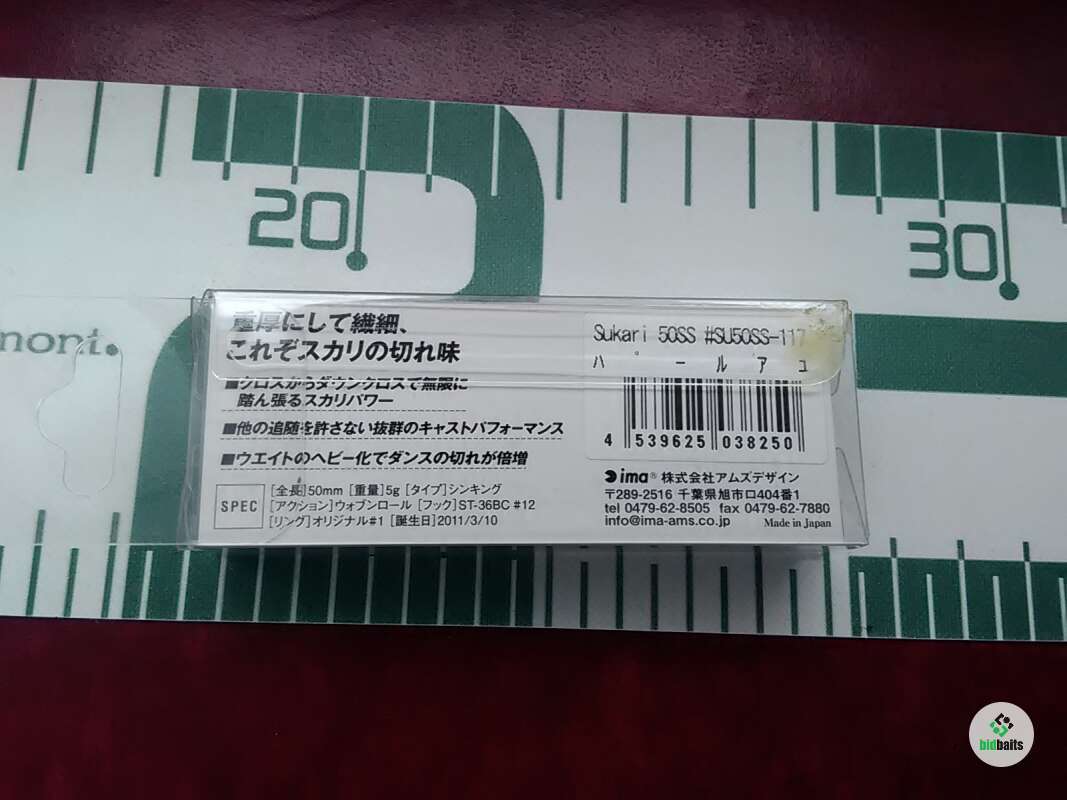 20
30
mont.
重厚にして繊細、
これぞスカリの切れ味
■クロスからダウンクロスで無限に
踏ん張るスカリパワー
■他の追随を許さない抜群のキャストパフォーマンス
■ウエイトのヘビー化でダンスの切れが倍増
SPEC
[全長]50mm [重量]5g [タイプ]シンキング
[アクション]ウォブンロール [フック]ST-36BC #12
[リング]オリジナル#1 [誕生日]2011/3/10
Sukari 50SS #SU50SS-117
パールアユ
4 539625 038250
ima® 株式会社アムズデザイン
〒289-2516 千葉県旭市ロ404番1
tel 0479-62-8505 fax 0479-62-7880
info@ima-ams.co.jp Made in Japan
bidbaits